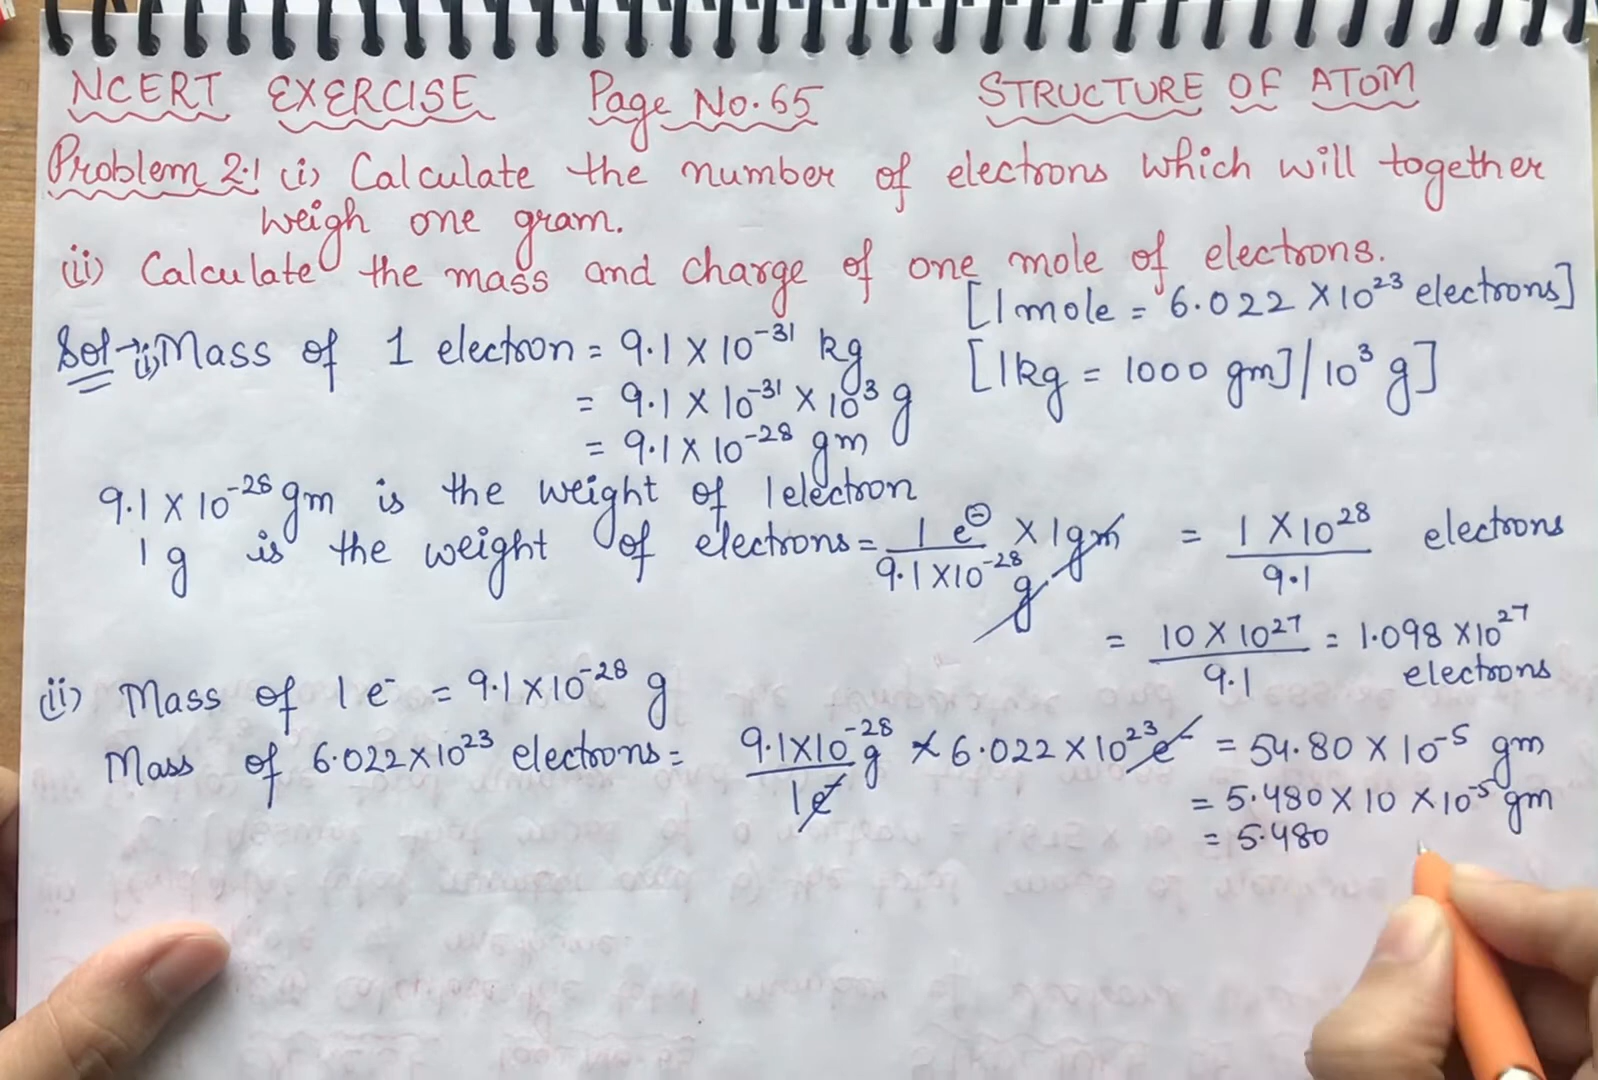 NCERT EXERCISE Page No. 65 STRUCTURE OF ATOM
Problem 2.1 (i) Calculate the number of electrons which will together
weigh one gram.
(ii) Calculate the mass and charge of one mole of electrons.
[1 mole = 6.022 × 10²³ electrons]
Sol → (i) Mass of 1 electron = 9.1 × 10⁻³¹ kg [1kg = 1000 gm] / 10³ g]
= 9.1 × 10⁻³¹ × 10³ g
= 9.1 × 10⁻²⁸ gm
9.1 × 10⁻²⁸ gm is the weight of 1 electron
1 g is the weight of electrons = 1 e⊖ / 9.1 × 10⁻²⁸ g × 1gm = 1 × 10²⁸ / 9.1 electrons
= 10 × 10²⁷ / 9.1 = 1.098 × 10²⁷ electrons
(ii) Mass of 1 e⁻ = 9.1 × 10⁻²⁸ g
Mass of 6.022 × 10²³ electrons = 9.1 × 10⁻²⁸ g / 1e⁻ × 6.022 × 10²³ e⁻ = 54.80 × 10⁻⁵ gm
= 5.480 × 10 × 10⁻⁵ gm
= 5.480